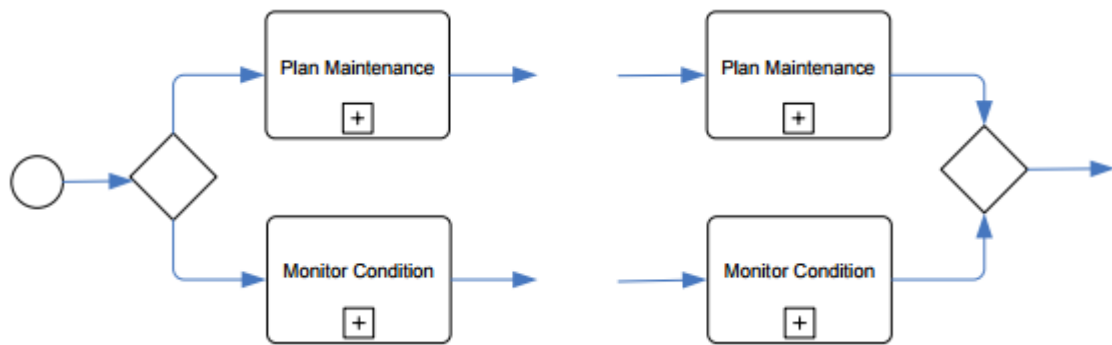 Plan Maintenance
Plan Maintenance
+
+
Monitor Condition
Monitor Condition
+
+